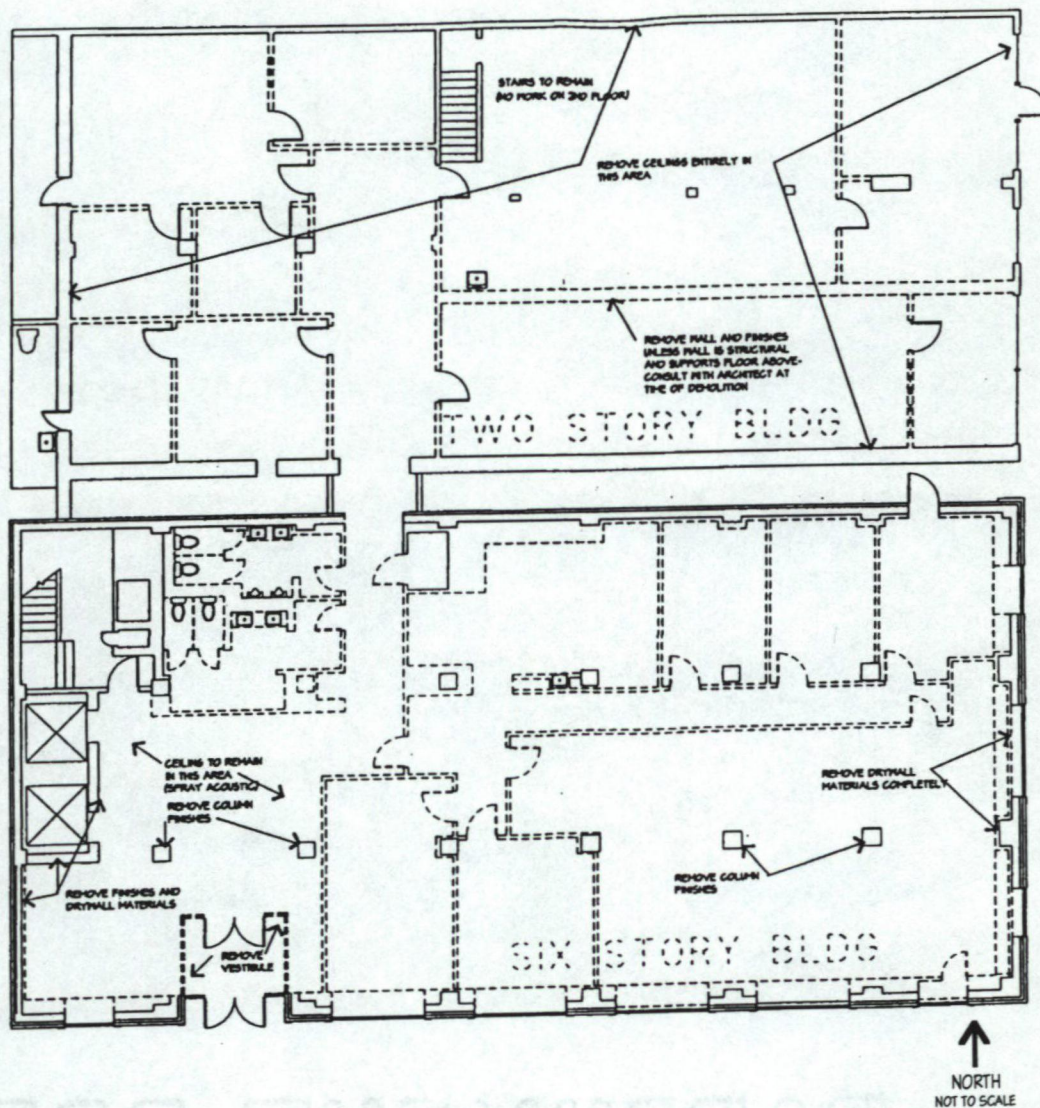 STAIRS TO REMAIN
(NO WORK ON 2ND FLOOR)
REMOVE CEILINGS ENTIRELY IN
THIS AREA
REMOVE WALL AND FINISHES
UNLESS WALL IS STRUCTURAL
AND SUPPORTS FLOOR ABOVE-
CONSULT WITH ARCHITECT AT
TIME OF DEMOLITION
TWO STORY BLDG
CEILING TO REMAIN
IN THIS AREA
(SPRAY ACOUSTIC)
REMOVE COLUMN
FINISHES
REMOVE DRYWALL
MATERIALS COMPLETELY
REMOVE FINISHES AND
DRYWALL MATERIALS
REMOVE COLUMN
FINISHES
REMOVE
VESTIBULE
SIX STORY BLDG
NORTH
NOT TO SCALE